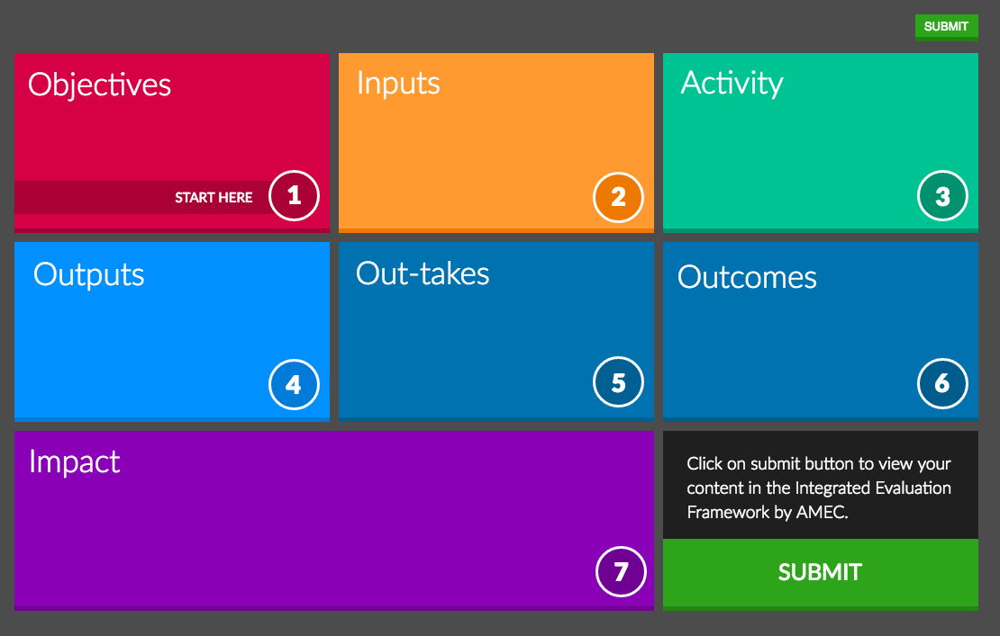 SUBMIT
Objectives
START HERE
1
Inputs
2
Activity
3
Outputs
4
Out-takes
5
Outcomes
6
Impact
7
Click on submit button to view your
content in the Integrated Evaluation
Framework by AMEC.
SUBMIT